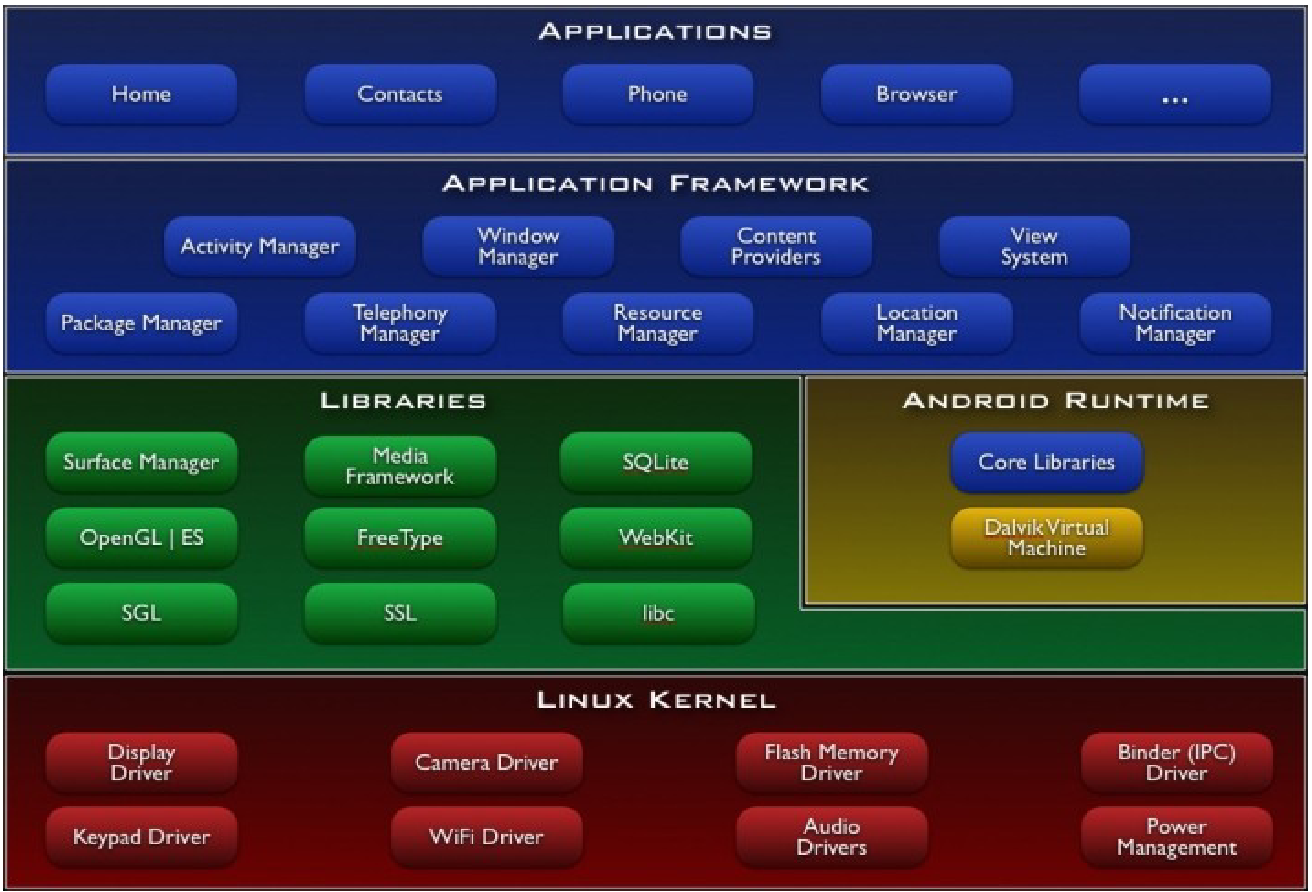 APPLICATIONS
Home
Contacts
Phone
Browser
...
APPLICATION FRAMEWORK
Activity Manager
Window
Manager
Content
Providers
View
System
Package Manager
Telephony
Manager
Resource
Manager
Location
Manager
Notification
Manager
LIBRARIES
Surface Manager
Media
Framework
SQLite
OpenGL | ES
FreeType
WebKit
SGL
SSL
libc
ANDROID RUNTIME
Core Libraries
Dalvik Virtual
Machine
LINUX KERNEL
Display
Driver
Camera Driver
Flash Memory
Driver
Binder (IPC)
Driver
Keypad Driver
WiFi Driver
Audio
Drivers
Power
Management